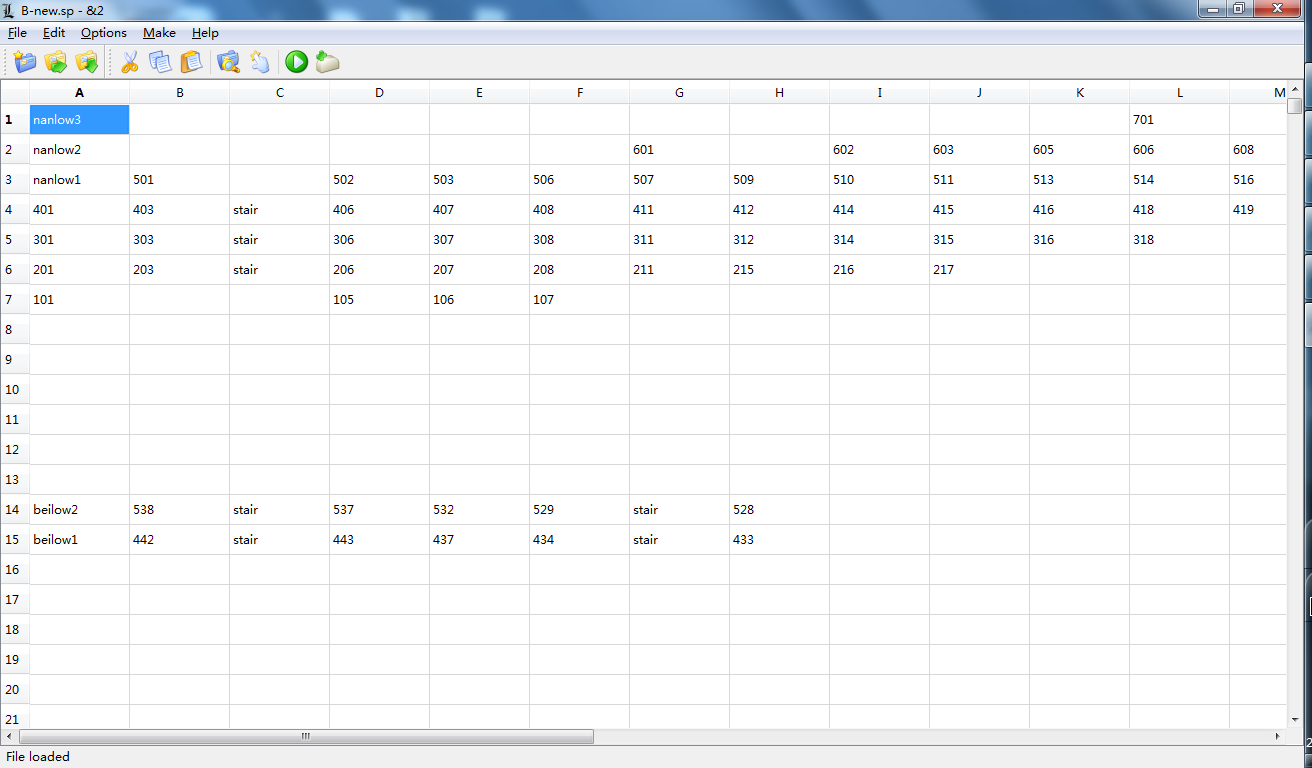 B-new.sp - &2
File Edit Options Make Help
A B C D E F G H I J K L M
1 nanlow3 701
2 nanlow2 601 602 603 605 606 608
3 nanlow1 501 502 503 506 507 509 510 511 513 514 516
4 401 403 stair 406 407 408 411 412 414 415 416 418 419
5 301 303 stair 306 307 308 311 312 314 315 316 318
6 201 203 stair 206 207 208 211 215 216 217
7 101 105 106 107
8
9
10
11
12
13
14 beilow2 538 stair 537 532 529 stair 528
15 beilow1 442 stair 443 437 434 stair 433
16
17
18
19
20
21
File loaded
2